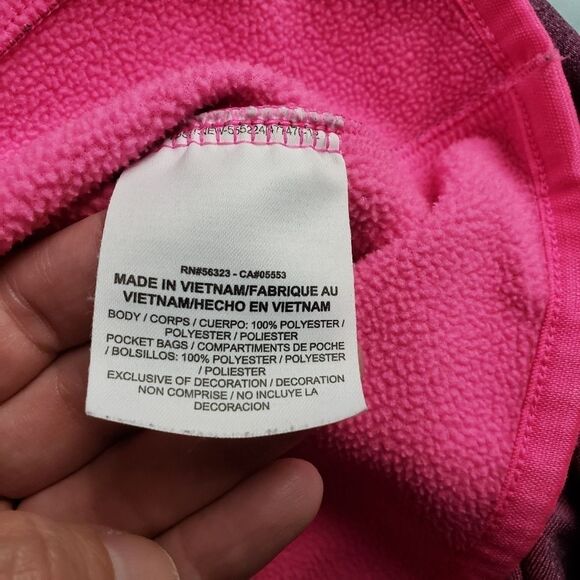 RN#56323 - CA#05553
MADE IN VIETNAM/FABRIQUE AU
VIETNAM/HECHO EN VIETNAM
BODY / CORPS / CUERPO: 100% POLYESTER /
POLYESTER / POLIESTER
POCKET BAGS / COMPARTIMENTS DE POCHE
/ BOLSILLOS: 100% POLYESTER / POLYESTER
/ POLIESTER
EXCLUSIVE OF DECORATION / DECORATION
NON COMPRISE / NO INCLUYE LA
DECORACION